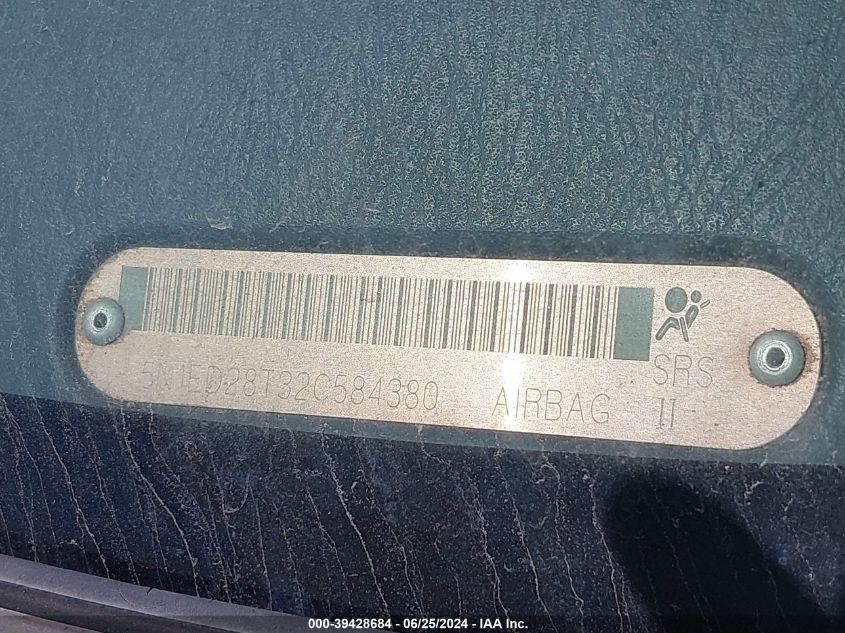 SRS
5N1ED28T32C584380 AIRBAG II
000-39428684 - 06/25/2024 - IAA Inc.